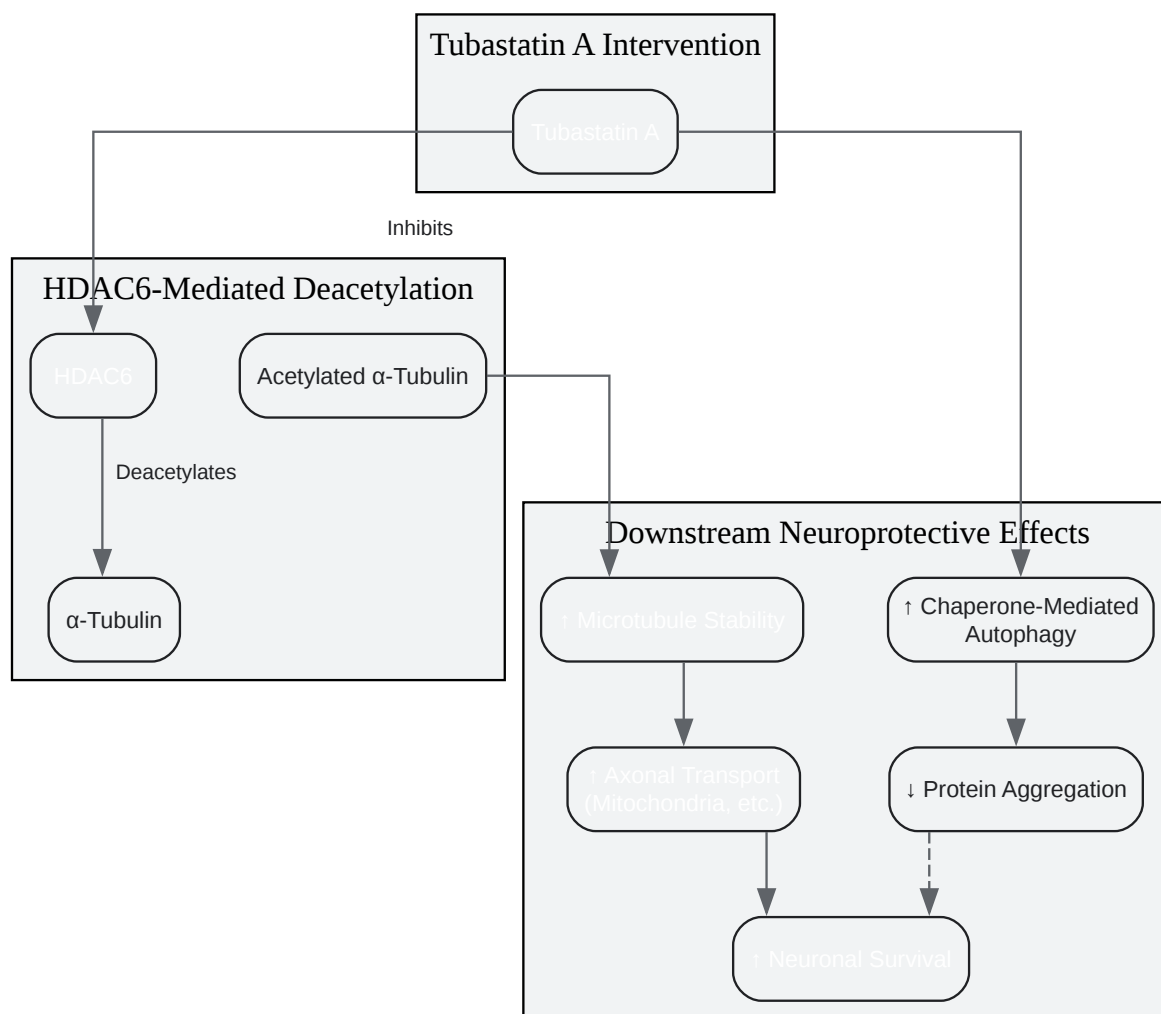 Tubastatin A Intervention
Tubastatin A
Inhibits
HDAC6-Mediated Deacetylation
HDAC6
Acetylated α-Tubulin
Deacetylates
α-Tubulin
Downstream Neuroprotective Effects
↑ Microtubule Stability
↑ Chaperone-Mediated
Autophagy
↑ Axonal Transport
(Mitochondria, etc.)
↓ Protein Aggregation
↑ Neuronal Survival